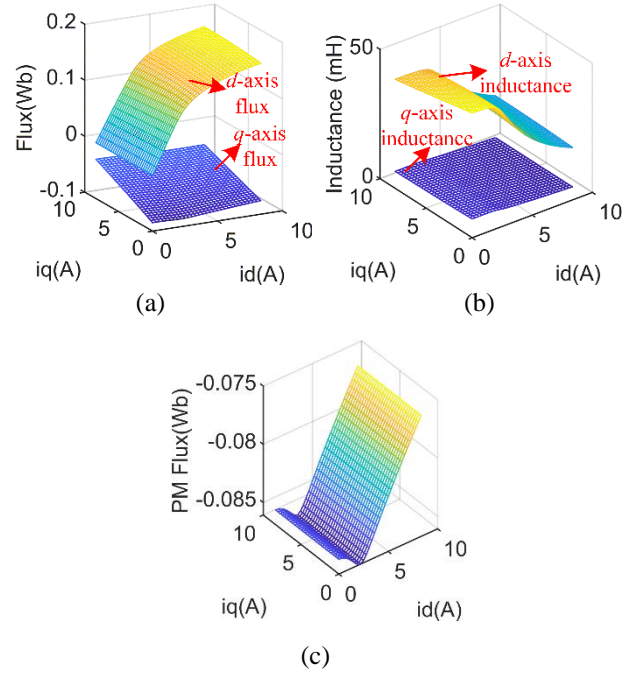 0.2
0.1
0
-0.1
Flux(Wb)
d-axis
flux
q-axis
flux
10
5
0
0
5
10
iq(A)
id(A)
(a)
50
0
Inductance (mH)
d-axis
inductance
q-axis
inductance
10
5
0
0
5
10
iq(A)
id(A)
(b)
-0.075
-0.08
-0.085
PM Flux(Wb)
10
5
0
0
5
10
iq(A)
id(A)
(c)